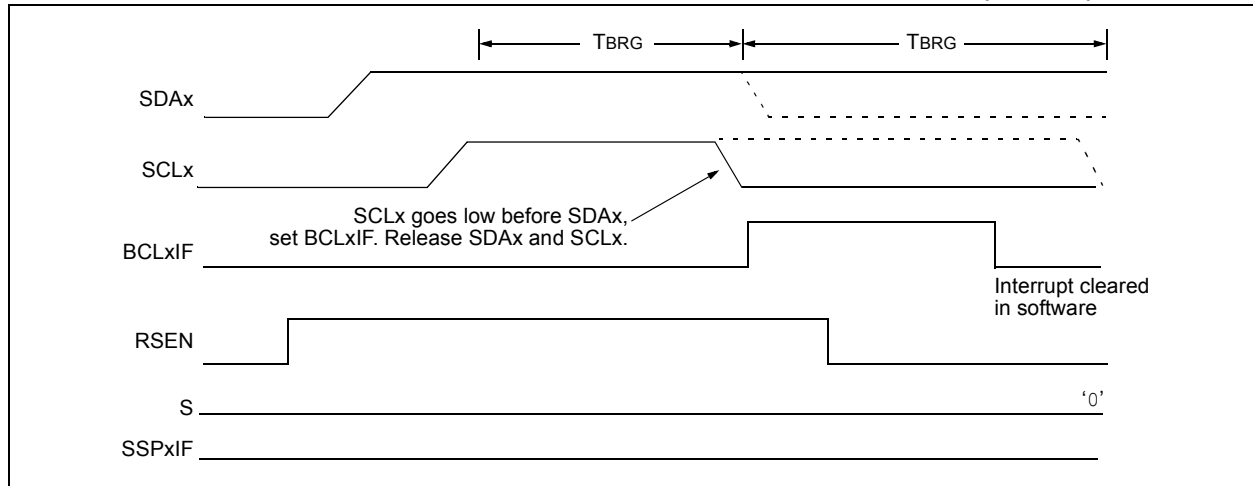 TBRG TBRG
SDAx
SCLx
SCLx goes low before SDAx,
set BCLxIF. Release SDAx and SCLx.
BCLxIF
Interrupt cleared
in software
RSEN
S
'0'
SSPxIF